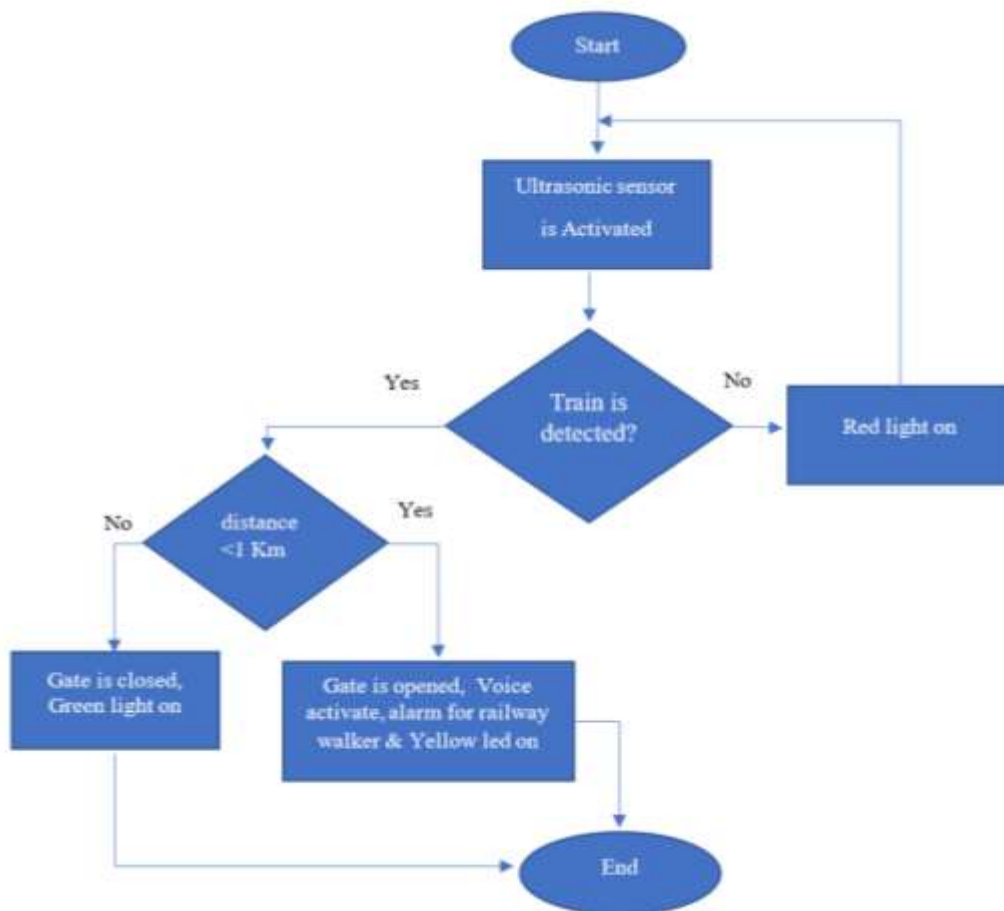 Start
Ultrasonic sensor
is Activated
Yes
No
Train is
detected?
Red light on
No
Yes
distance
<1 Km
Gate is closed,
Green light on
Gate is opened, Voice
activate, alarm for railway
walker & Yellow led on
End